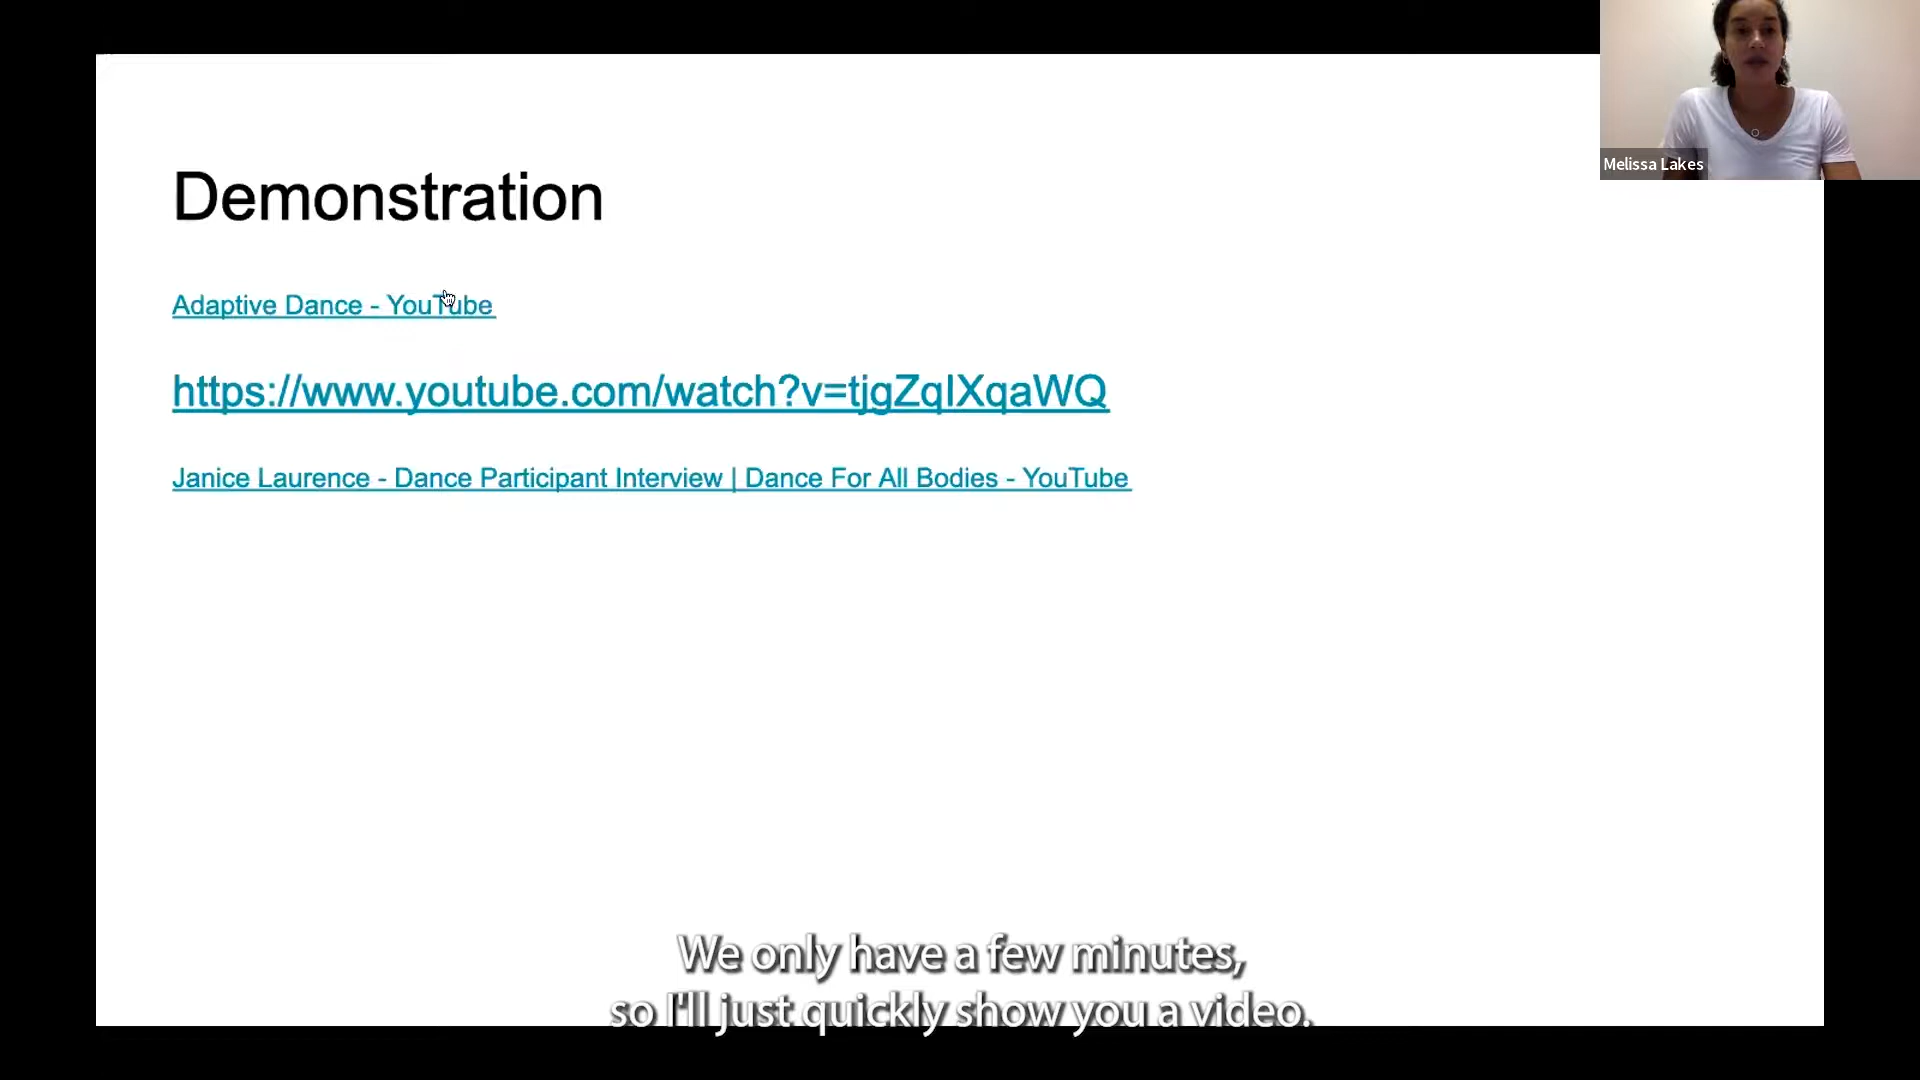 Melissa Lakes
Demonstration
Adaptive Dance - YouTube
https://www.youtube.com/watch?v=tjgZqIXqaWQ
Janice Laurence - Dance Participant Interview | Dance For All Bodies - YouTube
We only have a few minutes,
so I'll just quickly show you a video.